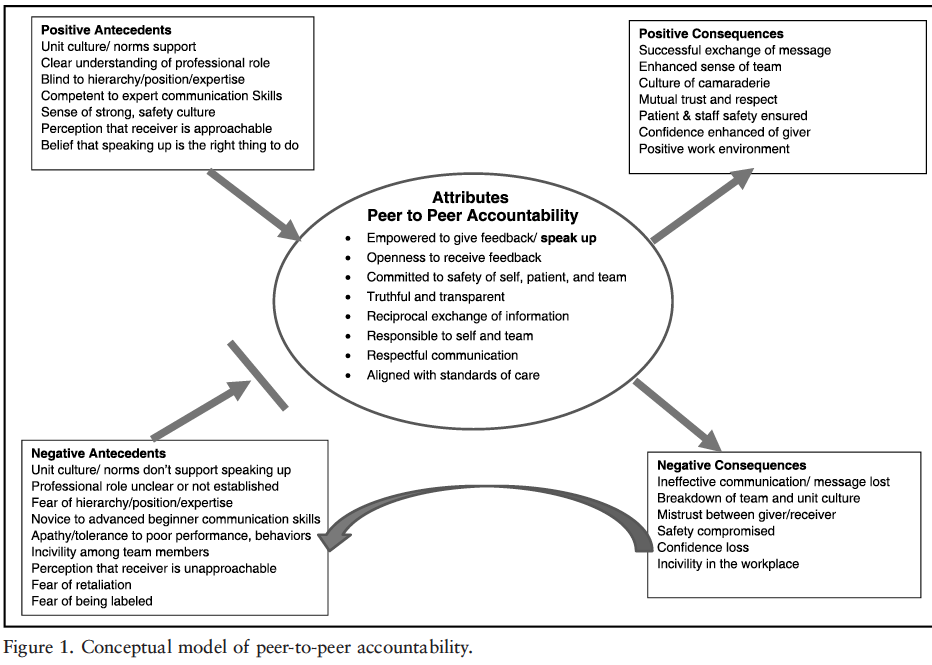 Positive Antecedents
Unit culture/ norms support
Clear understanding of professional role
Blind to hierarchy/position/expertise
Competent to expert communication Skills
Sense of strong, safety culture
Perception that receiver is approachable
Belief that speaking up is the right thing to do
Positive Consequences
Successful exchange of message
Enhanced sense of team
Culture of camaraderie
Mutual trust and respect
Patient & staff safety ensured
Confidence enhanced of giver
Positive work environment
Attributes
Peer to Peer Accountability
• Empowered to give feedback/ speak up
• Openness to receive feedback
• Committed to safety of self, patient, and team
• Truthful and transparent
• Reciprocal exchange of information
• Responsible to self and team
• Respectful communication
• Aligned with standards of care
Negative Antecedents
Unit culture/ norms don't support speaking up
Professional role unclear or not established
Fear of hierarchy/position/expertise
Novice to advanced beginner communication skills
Apathy/tolerance to poor performance, behaviors
Incivility among team members
Perception that receiver is unapproachable
Fear of retaliation
Fear of being labeled
Negative Consequences
Ineffective communication/ message lost
Breakdown of team and unit culture
Mistrust between giver/receiver
Safety compromised
Confidence loss
Incivility in the workplace
Figure 1. Conceptual model of peer-to-peer accountability.